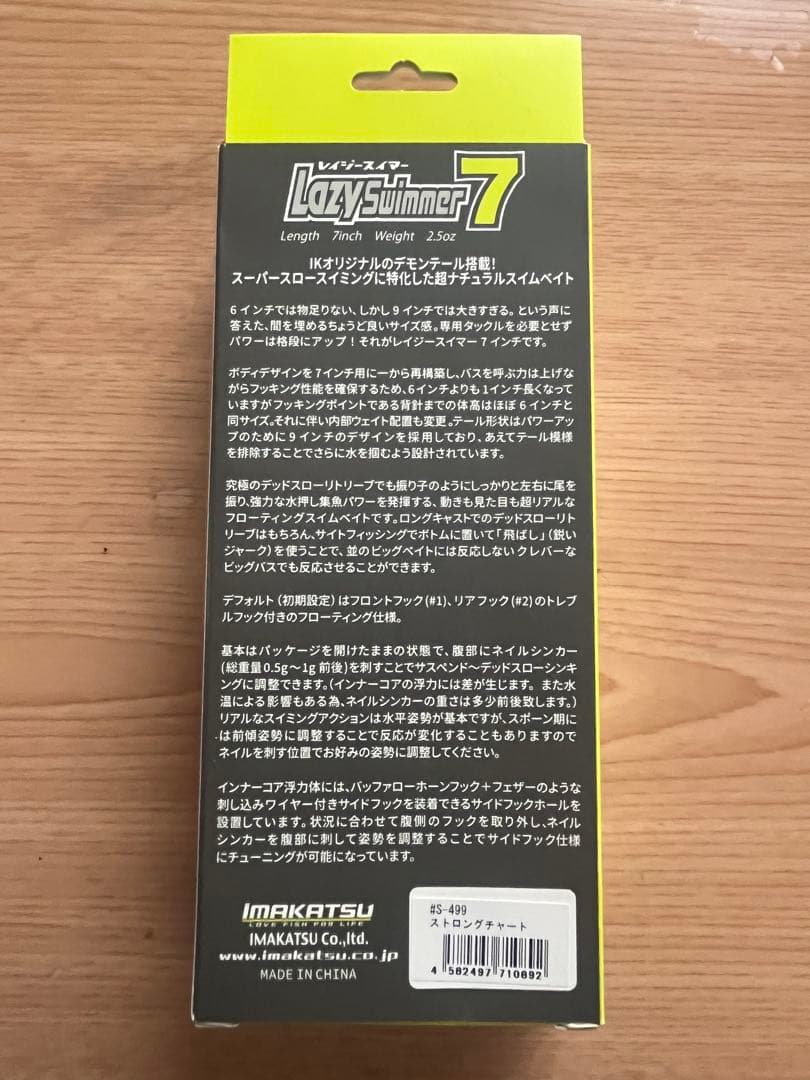 レイジースイマー
Lazy Swimmer 7
Length 7inch Weight 2.5oz
IKオリジナルのデモンテール搭載!
スーパースロースイミングに特化した超ナチュラルスイムベイト
6インチでは物足りない、しかし9インチでは大きすぎる。という声に
答えた、間を埋めるちょうど良いサイズ感。専用タックルを必要とせず
パワーは格段にアップ!それがレイジースイマー7インチです。
ボディデザインを7インチ用に一から再構築し、バスを呼ぶ力は上げな
がらフッキング性能を確保するため、6インチよりも1インチ長くなって
いますがフッキングポイントである背針までの体高はほぼ6インチと
同サイズ。それに伴い内部ウェイト配置も変更。テール形状はパワーアッ
プのために9インチのデザインを採用しており、あえてテール模様
を排除することでさらに水を掴むよう設計されています。
究極のデッドスローリトリーブでも振り子のようにしっかりと左右に尾を
振り、強力な水押し集魚パワーを発揮する、動きも見た目も超リアルな
フローティングスイムベイトです。ロングキャストでのデッドスローリト
リーブはもちろん、サイトフィッシングでボトムに置いて「飛ばし」(鋭い
ジャーク)を使うことで、並のビッグベイトには反応しないクレバーな
ビッグバスでも反応させることができます。
デフォルト(初期設定)はフロントフック(#1)、リアフック(#2)のトレブ
ルフック付きのフローティング仕様。
基本はパッケージを開けたままの状態で、腹部にネイルシンカー
(総重量0.5g〜1g前後)を刺すことでサスペンド〜デッドスローシンキ
ングに調整できます。(インナーコアの浮力には差が生じます。また水
温による影響もある為、ネイルシンカーの重さは多少前後致します。)
リアルなスイミングアクションは水平姿勢が基本ですが、スポーン期に
は前傾姿勢に調整することで反応が変化することもありますので
ネイルを刺す位置でお好みの姿勢に調整してください。
インナーコア浮力体には、バッファローホーンフック+フェザーのような
刺し込みワイヤー付きサイドフックを装着できるサイドフックホールを
設置しています。状況に合わせて腹側のフックを取り外し、ネイル
シンカーを腹部に刺して姿勢を調整することでサイドフック仕様
にチューニングが可能になっています。
IMAKATSU
LOVE FISH FOR LIFE
IMAKATSU Co.,ltd.
www.imakatsu.co.jp
MADE IN CHINA
#S-499
ストロングチャート
4 582497 710892